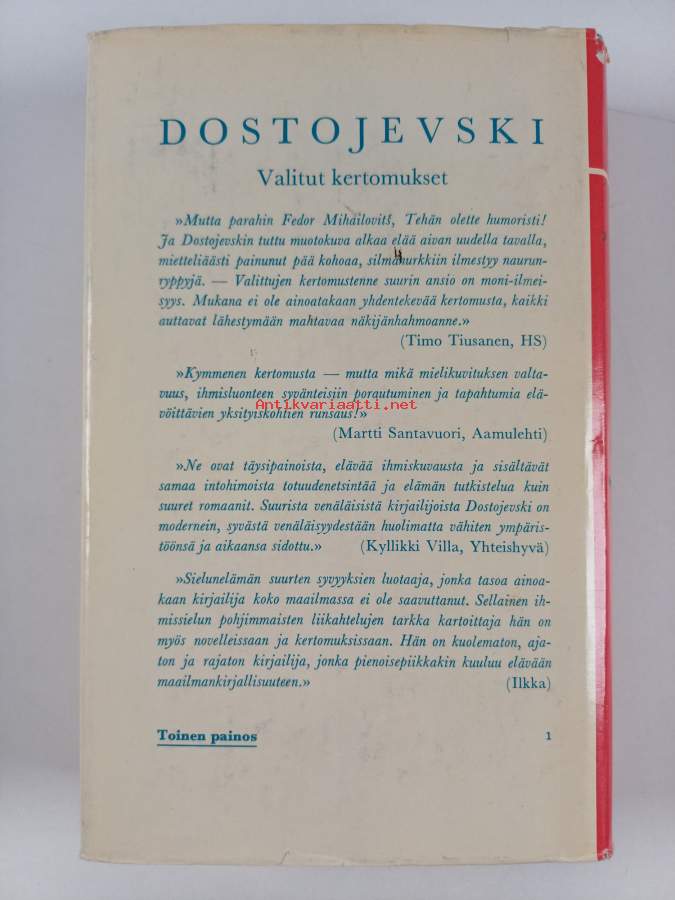 DOSTOJEVSKI
Valitut kertomukset
»Mutta parahin Fedor Mihailovitš, Tehän olette humoristi!
Ja Dostojevskin tuttu muotokuva alkaa elää aivan uudella tavalla,
mietteliäästi painunut pää kohoaa, silmänurkkiin ilmestyy naurun-
ryppyjä. — Valittujen kertomustenne suurin ansio on moni-ilmei-
syys. Mukana ei ole ainoatakaan yhdentekevää kertomusta, kaikki
auttavat lähestymään mahtavaa näkijänhahmoanne.»
(Timo Tiusanen, HS)
»Kymmenen kertomusta — mutta mikä mielikuvituksen valta-
vuus, ihmisluonteen syvänteisiin porautuminen ja tapahtumia elä-
Antikvariaatti.net
vöittävien yksityiskohtien runsaus!»
(Martti Santavuori, Aamulehti)
»Ne ovat täysipainoista, elävää ihmiskuvausta ja sisältävät
samaa intohimoista totuudenetsintää ja elämän tutkistelua kuin
suuret romaanit. Suurista venäläisistä kirjailijoista Dostojevski on
modernein, syvästä venäläisyydestään huolimatta vähiten ympäris-
töönsä ja aikaansa sidottu.» (Kyllikki Villa, Yhteishyvä)
»Sielunelämän suurten syvyyksien luotaaja, jonka tasoa ainoa-
kaan kirjailija koko maailmassa ei ole saavuttanut. Sellainen ih-
missielun pohjimmaisten liikahtelujen tarkka kartoittaja hän on
myös novelleissaan ja kertomuksissaan. Hän on kuolematon, aja-
ton ja rajaton kirjailija, jonka pienoisepiikkakin kuuluu elävään
maailmankirjallisuuteen.» (Ilkka)
Toinen painos 1